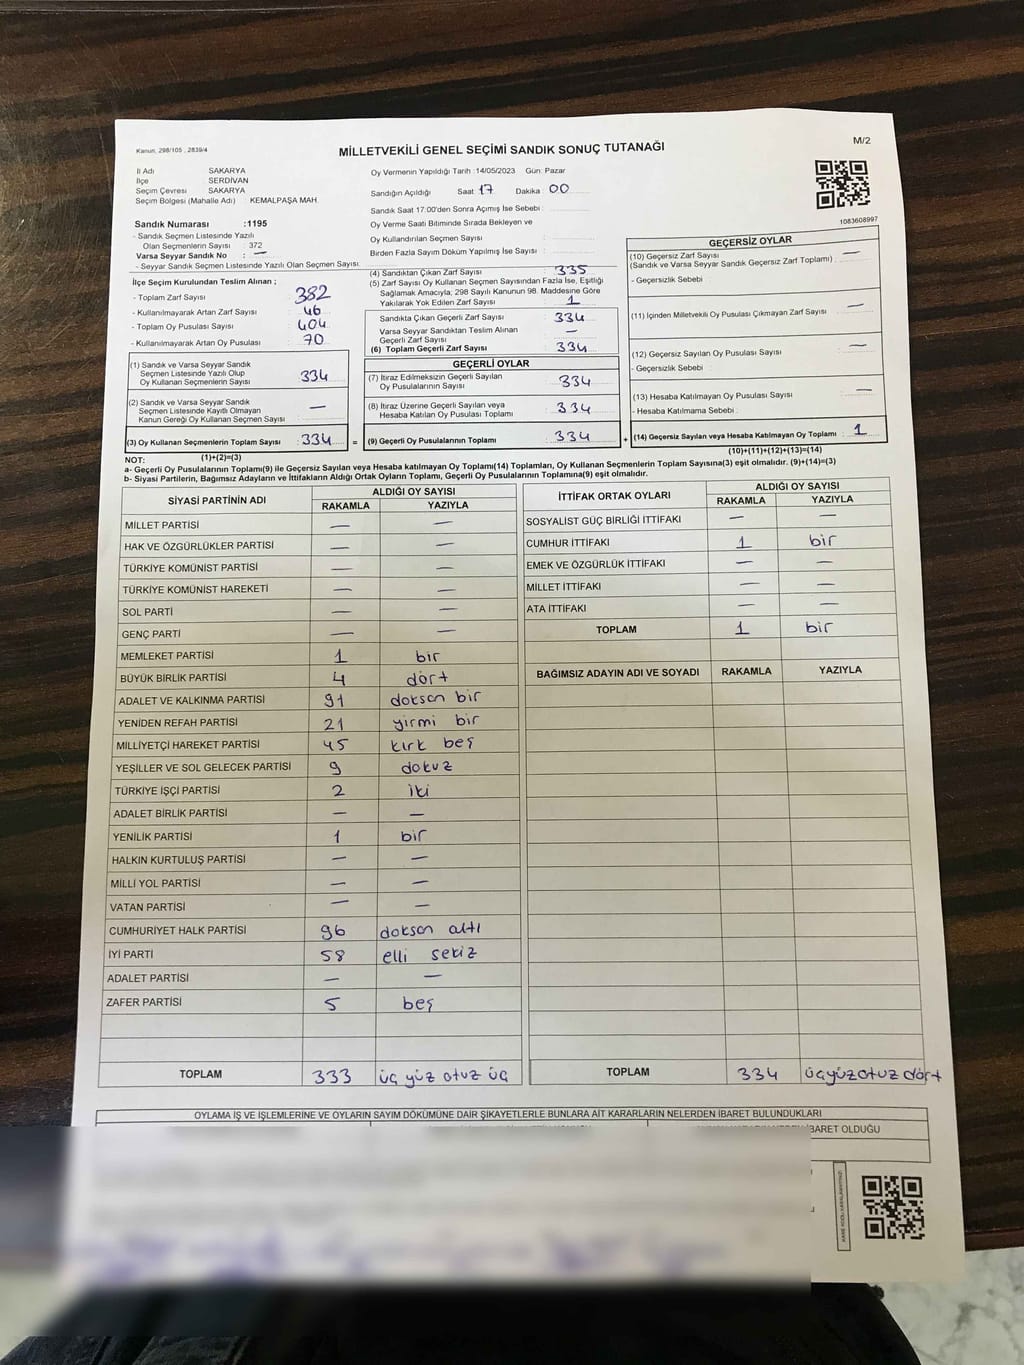 Kanun, 298/105 , 2839/4
MİLLETVEKİLİ GENEL SEÇİMİ SANDIK SONUÇ TUTANAĞI
M/2
İl Adı SAKARYA
İlçe SERDİVAN
Seçim Çevresi SAKARYA
Seçim Bölgesi (Mahalle Adı) : KEMALPAŞA MAH.
Sandık Numarası :1195
- Sandık Seçmen Listesinde Yazılı
Olan Seçmenlerin Sayısı : 372
Varsa Seyyar Sandık No : —
- Seyyar Sandık Seçmen Listesinde Yazılı Olan Seçmen Sayısı:
İlçe Seçim Kurulundan Teslim Alınan ;
- Toplam Zarf Sayısı 382
- Kullanılmayarak Artan Zarf Sayısı : 46
- Toplam Oy Pusulası Sayısı : 404
- Kullanılmayarak Artan Oy Pusulası : 70
(1) Sandık ve Varsa Seyyar Sandık
Seçmen Listesinde Yazılı Olup
Oy Kullanan Seçmenlerin Sayısı : 334
(2) Sandık ve Varsa Seyyar Sandık
Seçmen Listesinde Kayıtlı Olmayan
Kanun Gereği Oy Kullanan Seçmen Sayısı : —
(3) Oy Kullanan Seçmenlerin Toplam Sayısı : 334 =
Oy Vermenin Yapıldığı Tarih :14/05/2023 Gün: Pazar
Sandığın Açıldığı Saat: 17 Dakika : 00
Sandık Saat 17:00'den Sonra Açımış İse Sebebi :
Oy Verme Saati Bitiminde Sırada Bekleyen ve
Oy Kullandırılan Seçmen Sayısı :
Birden Fazla Sayım Döküm Yapılmış İse Sayısı :
(4) Sandıktan Çıkan Zarf Sayısı : 335
(5) Zarf Sayısı Oy Kullanan Seçmen Sayısından Fazla İse, Eşitliği
Sağlamak Amacıyla; 298 Sayılı Kanunun 98. Maddesine Göre
Yakılarak Yok Edilen Zarf Sayısı : 1
Sandıkta Çıkan Geçerli Zarf Sayısı : 334
Varsa Seyyar Sandıktan Teslim Alınan
Geçerli Zarf Sayısı : —
(6) Toplam Geçerli Zarf Sayısı : 334
GEÇERLİ OYLAR
(7) İtiraz Edilmeksizin Geçerli Sayılan
Oy Pusulalarının Sayısı : 334
(8) İtiraz Üzerine Geçerli Sayılan veya
Hesaba Katılan Oy Pusulası Toplamı : 334
(9) Geçerli Oy Pusulalarının Toplamı : 334 +
1083608997
GEÇERSİZ OYLAR
(10) Geçersiz Zarf Sayısı : —
(Sandık ve Varsa Seyyar Sandık Geçersiz Zarf Toplamı) :
- Geçersizlik Sebebi :
(11) İçinden Milletvekili Oy Pusulası Çıkmayan Zarf Sayısı : —
(12) Geçersiz Sayılan Oy Pusulası Sayısı : —
- Geçersizlik Sebebi :
(13) Hesaba Katılmayan Oy Pusulası Sayısı : —
- Hesaba Katılmama Sebebi :
(14) Geçersiz Sayılan veya Hesaba Katılmayan Oy Toplamı : 1
NOT: (1)+(2)=(3) (10)+(11)+(12)+(13)=(14)
a- Geçerli Oy Pusulalarının Toplamı(9) ile Geçersiz Sayılan veya Hesaba katılmayan Oy Toplamı(14) Toplamları, Oy Kullanan Seçmenlerin Toplam Sayısına(3) eşit olmalıdır. (9)+(14)=(3)
b- Siyasi Partilerin, Bağımsız Adayların ve İttifakların Aldığı Ortak Oyların Toplamı, Geçerli Oy Pusulalarının Toplamına(9) eşit olmalıdır.
SİYASİ PARTİNİN ADI ALDIĞI OY SAYISI
RAKAMLA YAZIYLA
MİLLET PARTİSİ — —
HAK VE ÖZGÜRLÜKLER PARTİSİ — —
TÜRKİYE KOMÜNİST PARTİSİ — —
TÜRKİYE KOMÜNİST HAREKETİ — —
SOL PARTİ — —
GENÇ PARTİ — —
MEMLEKET PARTİSİ 1 bir
BÜYÜK BİRLİK PARTİSİ 4 dört
ADALET VE KALKINMA PARTİSİ 91 doksan bir
YENİDEN REFAH PARTİSİ 21 yirmi bir
MİLLİYETÇİ HAREKET PARTİSİ 45 kırk beş
YEŞİLLER VE SOL GELECEK PARTİSİ 9 dokuz
TÜRKİYE İŞÇİ PARTİSİ 2 iki
ADALET BİRLİK PARTİSİ — —
YENİLİK PARTİSİ 1 bir
HALKIN KURTULUŞ PARTİSİ — —
MİLLİ YOL PARTİSİ — —
VATAN PARTİSİ — —
CUMHURİYET HALK PARTİSİ 96 doksan altı
İYİ PARTİ 58 elli sekiz
ADALET PARTİSİ — —
ZAFER PARTİSİ 5 beş
TOPLAM 333 üç yüz otuz üç
İTTİFAK ORTAK OYLARI ALDIĞI OY SAYISI
RAKAMLA YAZIYLA
SOSYALİST GÜÇ BİRLİĞİ İTTİFAKI — —
CUMHUR İTTİFAKI 1 bir
EMEK VE ÖZGÜRLÜK İTTİFAKI — —
MİLLET İTTİFAKI — —
ATA İTTİFAKI — —
TOPLAM 1 bir
BAĞIMSIZ ADAYIN ADI VE SOYADI RAKAMLA YAZIYLA
TOPLAM 334 üçyüzotuz dört
OYLAMA İŞ VE İŞLEMLERİNE VE OYLARIN SAYIM DÖKÜMÜNE DAİR ŞİKAYETLERLE BUNLARA AİT KARARLARIN NELERDEN İBARET BULUNDUKLARI
İBARET OLDUĞU